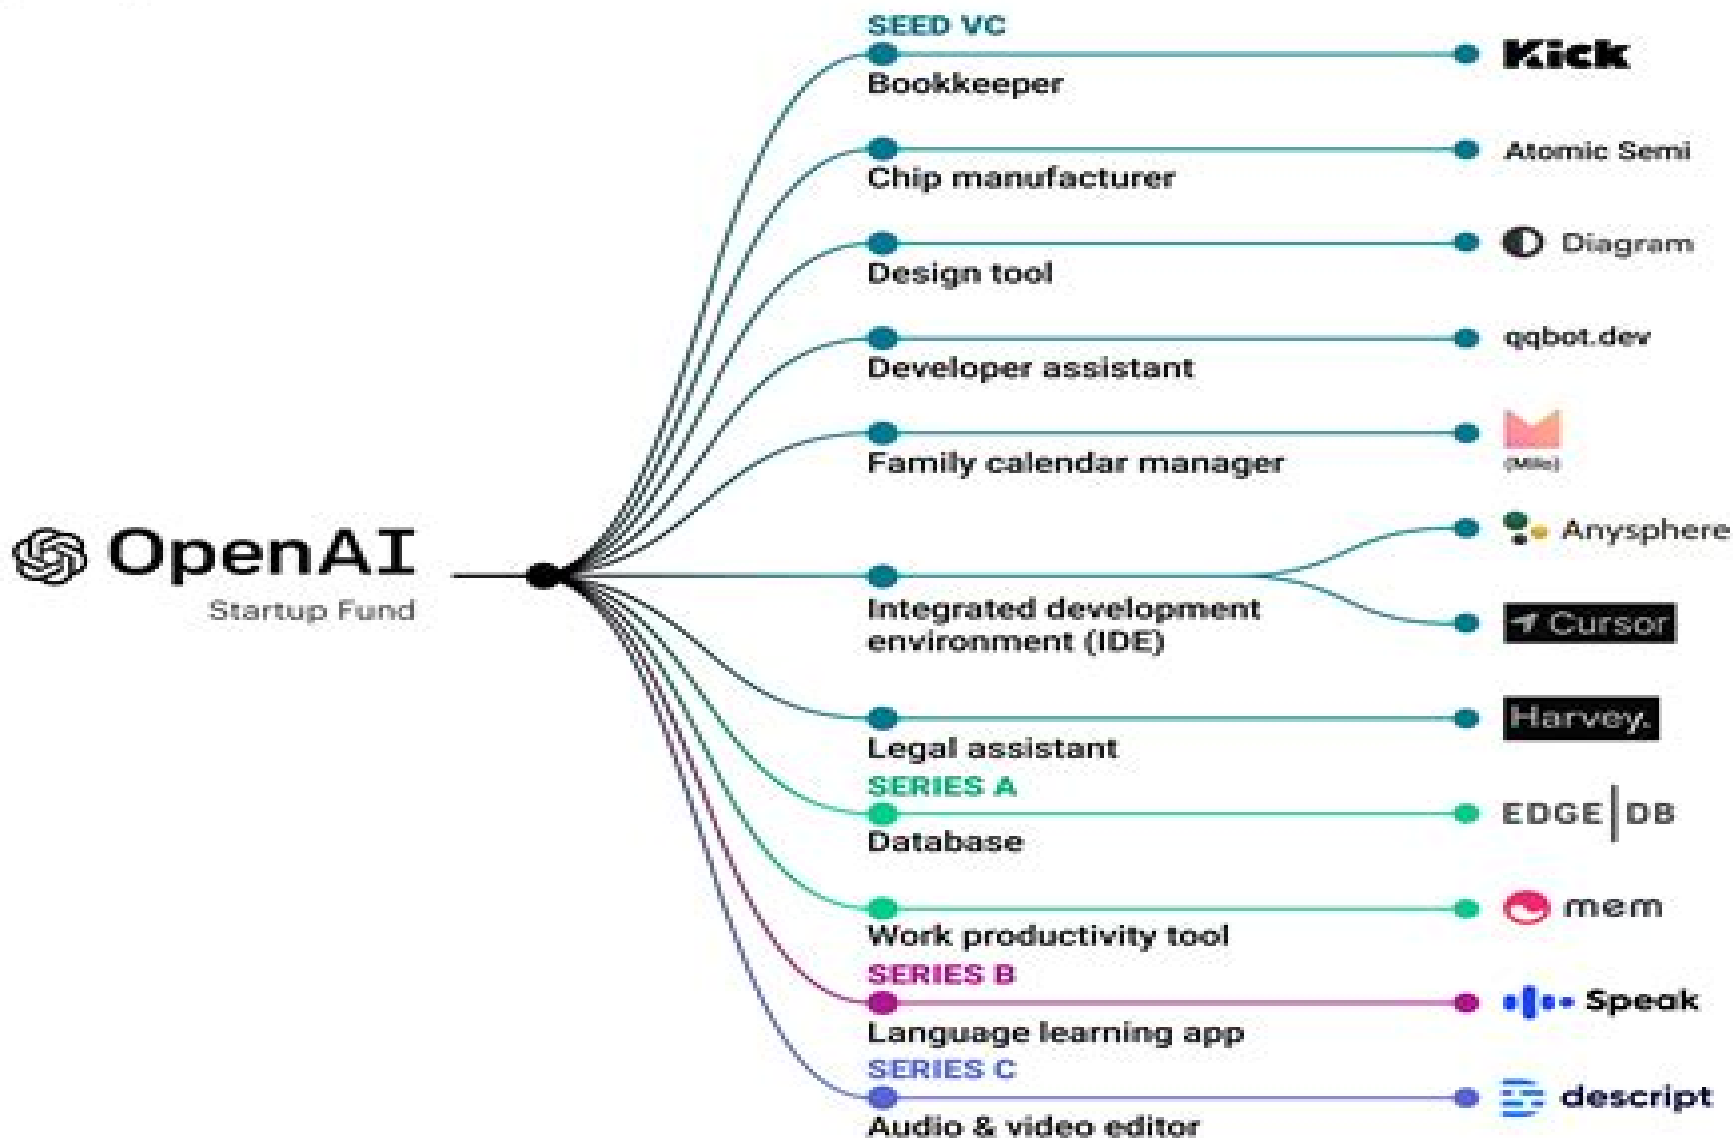 SEED VC
Kick
Bookkeeper
Atomic Semi
Chip manufacturer
Diagram
Design tool
qqbot.dev
Developer assistant
(Milo)
Family calendar manager
Anysphere
OpenAI
Startup Fund
Integrated development
environment (IDE)
Cursor
Harvey.
Legal assistant
SERIES A
EDGE|DB
Database
mem
Work productivity tool
SERIES B
Speak
Language learning app
SERIES C
descript
Audio & video editor